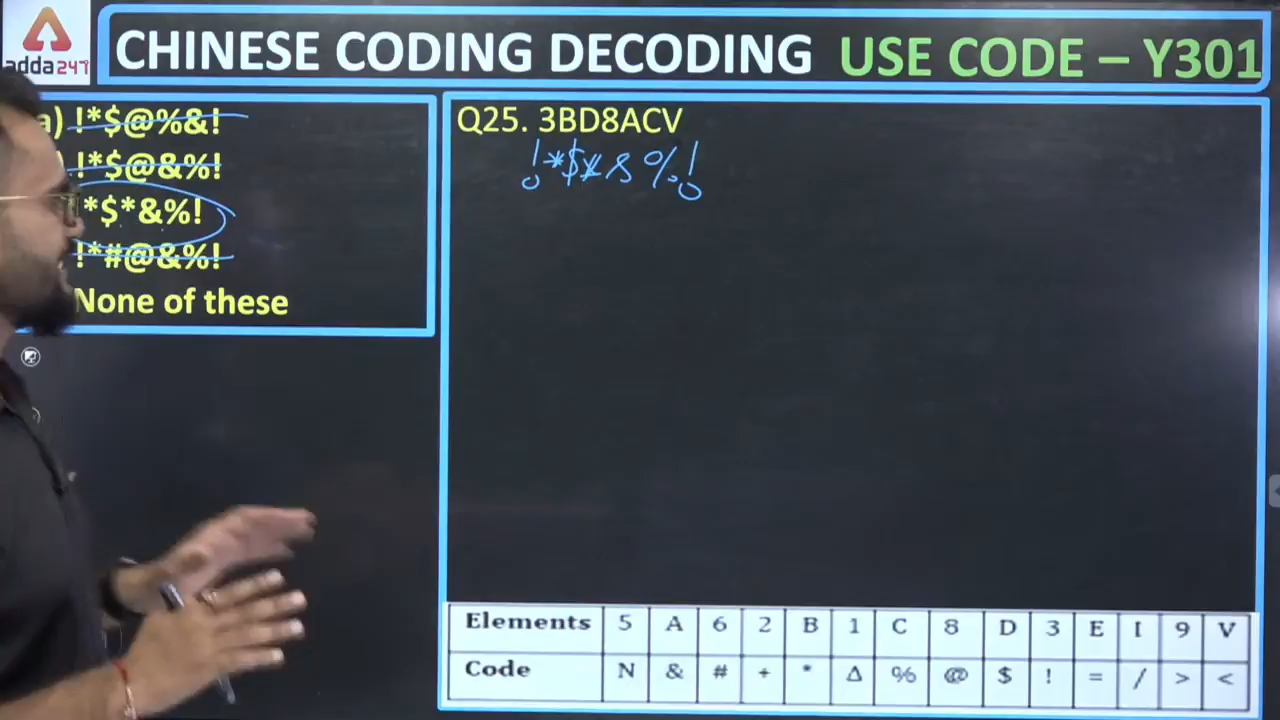 adda247
CHINESE CODING DECODING USE CODE – Y301
a) !*$@%&!
) !*$@&%!
*$*&%!
!*#@&%!
None of these
Q25. 3BD8ACV
!*$*&%!
Elements 5 A 6 2 B 1 C 8 D 3 E I 9 V
Code N & # + * Δ % @ $ ! = / > <